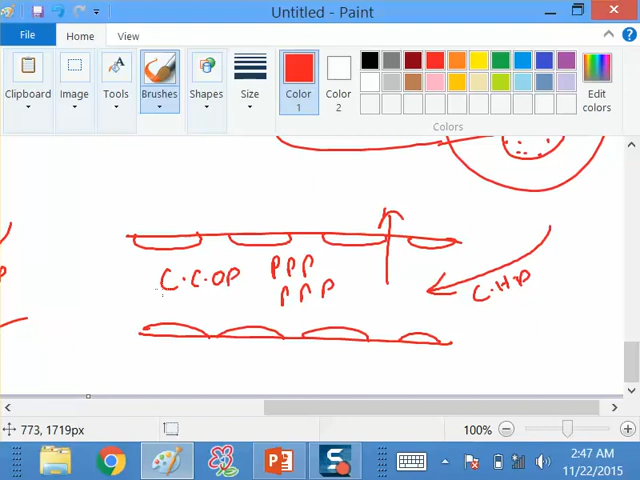 Untitled - Paint
File
Home
View
Clipboard
Image
Tools
Brushes
Shapes
Size
Color 1
Color 2
Edit colors
Colors
C.C.OP
PPP
PPP
C.H.P
773, 1719px
100%
2:47 AM
11/22/2015